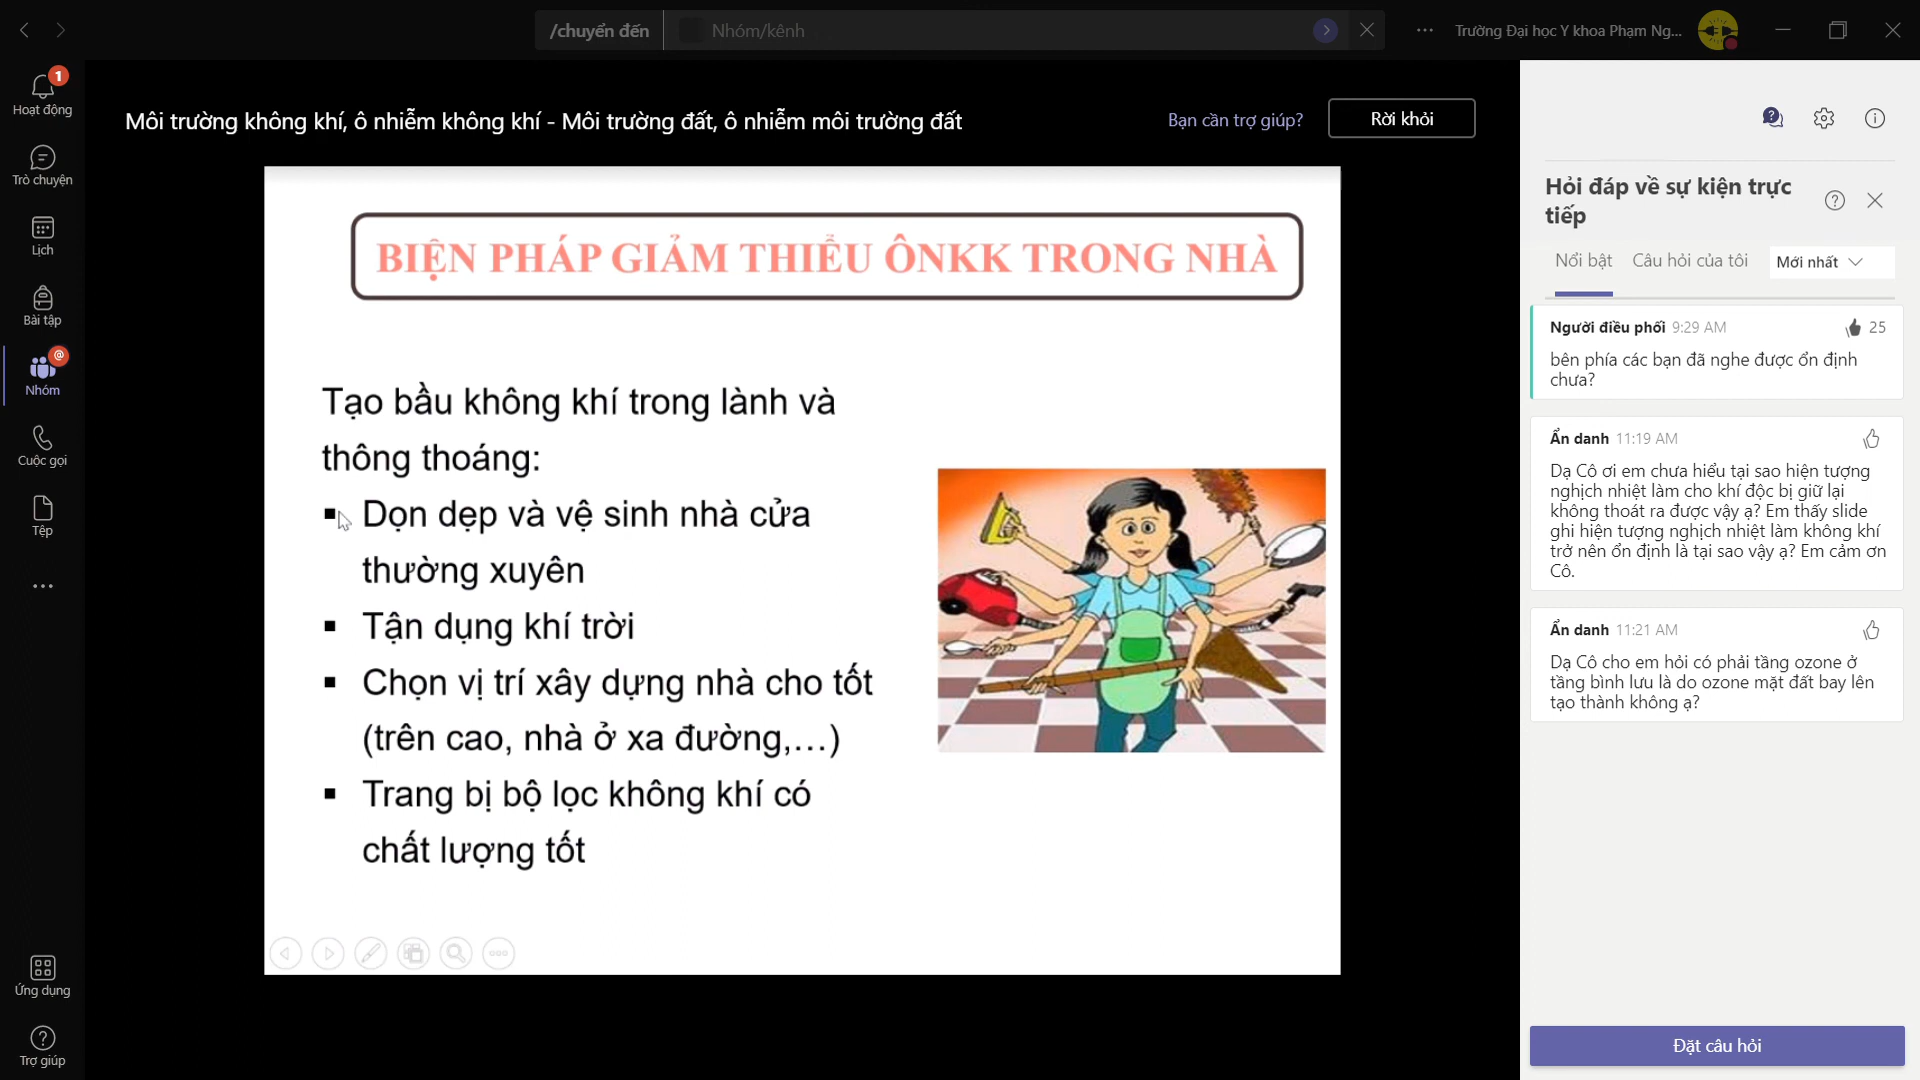 /chuyển đến
Nhóm/kênh
Trường Đại học Y khoa Phạm Ng...
1
Hoạt động
Trò chuyện
Lịch
Bài tập
@
Nhóm
Cuộc gọi
Tệp
Ứng dụng
Trợ giúp
Môi trường không khí, ô nhiễm không khí - Môi trường đất, ô nhiễm môi trường đất
Bạn cần trợ giúp?
Rời khỏi
BIỆN PHÁP GIẢM THIỂU ÔNKK TRONG NHÀ
Tạo bầu không khí trong lành và
thông thoáng:
▪ Dọn dẹp và vệ sinh nhà cửa
thường xuyên
▪ Tận dụng khí trời
▪ Chọn vị trí xây dựng nhà cho tốt
(trên cao, nhà ở xa đường,...)
▪ Trang bị bộ lọc không khí có
chất lượng tốt
Hỏi đáp về sự kiện trực
tiếp
Nổi bật
Câu hỏi của tôi
Mới nhất
Người điều phối 9:29 AM 25
bên phía các bạn đã nghe được ổn định
chưa?
Ẩn danh 11:19 AM
Dạ Cô ơi em chưa hiểu tại sao hiện tượng
nghịch nhiệt làm cho khí độc bị giữ lại
không thoát ra được vậy ạ? Em thấy slide
ghi hiện tượng nghịch nhiệt làm không khí
trở nên ổn định là tại sao vậy ạ? Em cảm ơn
Cô.
Ẩn danh 11:21 AM
Dạ Cô cho em hỏi có phải tầng ozone ở
tầng bình lưu là do ozone mặt đất bay lên
tạo thành không ạ?
Đặt câu hỏi